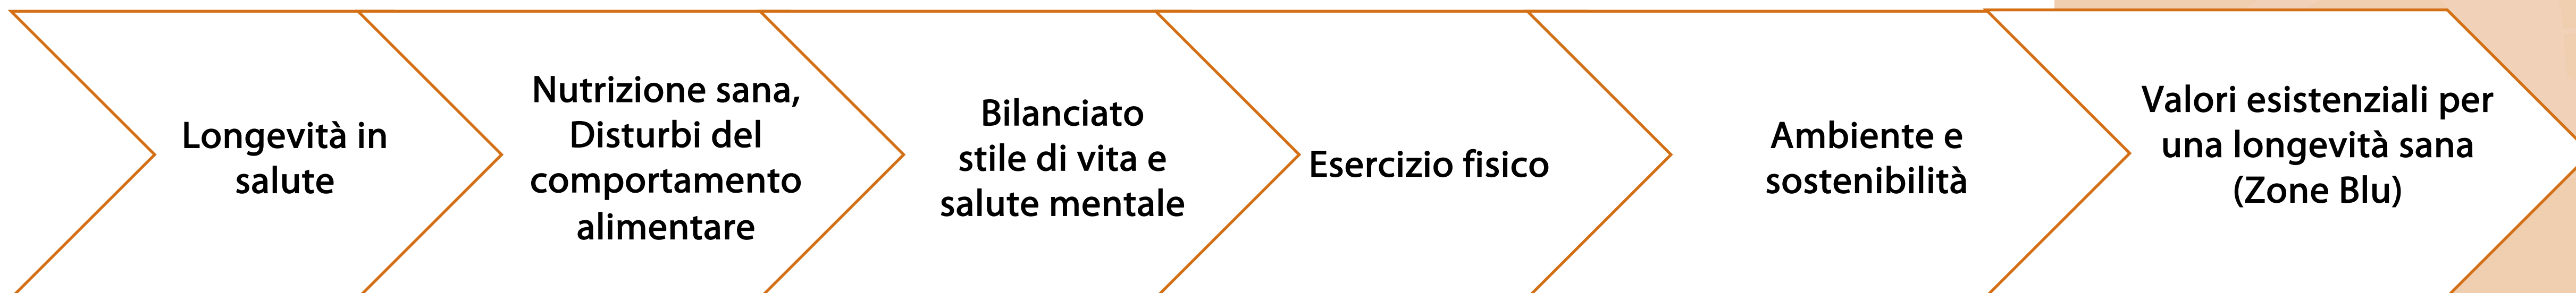 Longevità in
salute
Nutrizione sana,
Disturbi del
comportamento
alimentare
Bilanciato
stile di vita e
salute mentale
Esercizio fisico
Ambiente e
sostenibilità
Valori esistenziali per
una longevità sana
(Zone Blu)